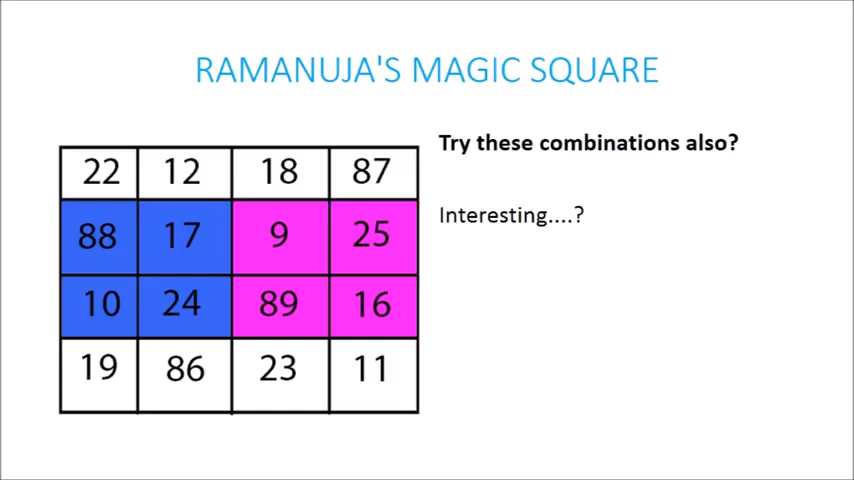 RAMANUJA'S MAGIC SQUARE
Try these combinations also?
Interesting....?
22 12 18 87
88 17 9 25
10 24 89 16
19 86 23 11